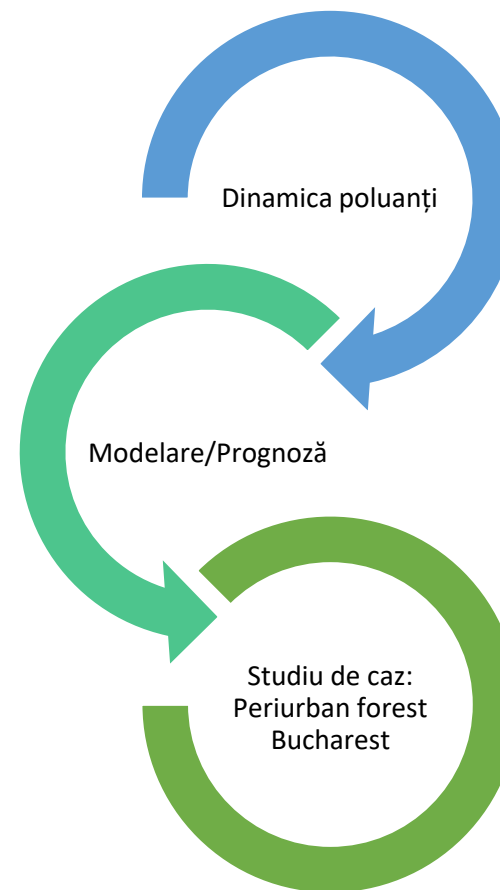 Dinamica poluanți
Modelare/Prognoză
Studiu de caz:
Periurban forest
Bucharest